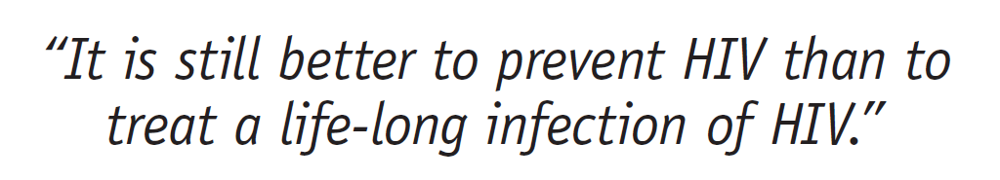 “It is still better to prevent HIV than to
treat a life-long infection of HIV.”